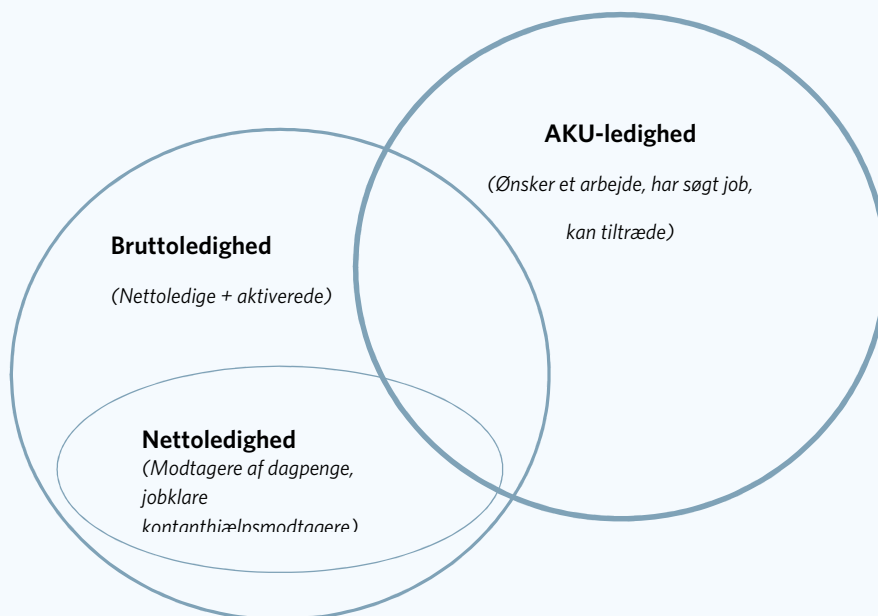 AKU-ledighed
(Ønsker et arbejde, har søgt job,
kan tiltræde)
Bruttoledighed
(Nettoledige + aktiverede)
Nettoledighed
(Modtagere af dagpenge,
jobklare
kontanthjælpsmodtagere)